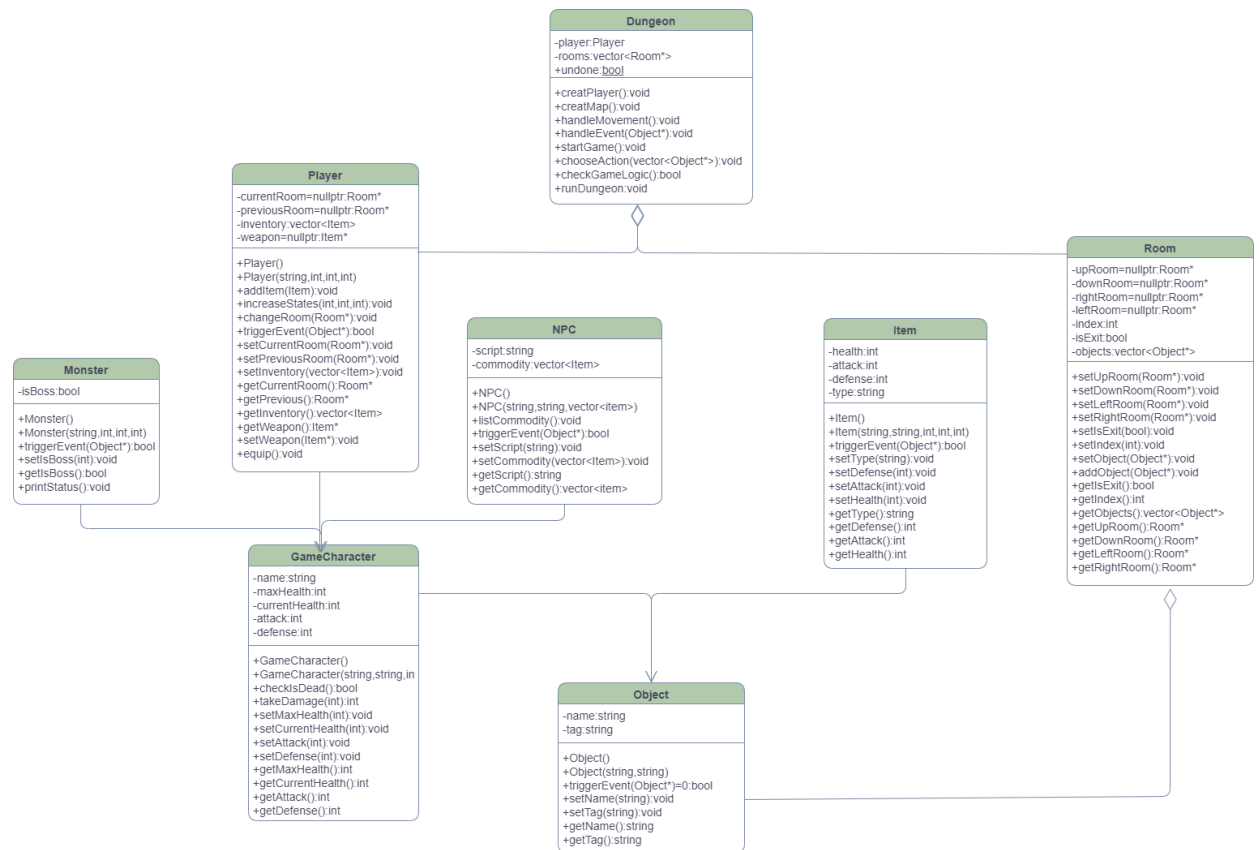 Dungeon
-player:Player
-rooms:vector<Room*>
+undone:bool
+creatPlayer():void
+creatMap():void
+handleMovement():void
+handleEvent(Object*):void
+startGame():void
+chooseAction(vector<Object*>):void
+checkGameLogic():bool
+runDungeon:void
Player
-currentRoom=nullptr:Room*
-previousRoom=nullptr:Room*
-inventory:vector<Item>
-weapon=nullptr:Item*
+Player()
+Player(string,int,int,int)
+addItem(Item):void
+increaseStates(int,int,int):void
+changeRoom(Room*):void
+triggerEvent(Object*):bool
+setCurrentRoom(Room*):void
+setPreviousRoom(Room*):void
+setInventory(vector<Item>):void
+getCurrentRoom():Room*
+getPrevious():Room*
+getInventory():vector<Item>
+getWeapon():Item*
+setWeapon(Item*):void
+equip():void
Room
-upRoom=nullptr:Room*
-downRoom=nullptr:Room*
-rightRoom=nullptr:Room*
-leftRoom=nullptr:Room*
-index:int
-isExit:bool
-objects:vector<Object*>
+setUpRoom(Room*):void
+setDownRoom(Room*):void
+setLeftRoom(Room*):void
+setRightRoom(Room*):void
+setIsExit(bool):void
+setIndex(int):void
+setObject(Object*):void
+addObject(Object*):void
+getIsExit():bool
+getIndex():int
+getObjects():vector<Object*>
+getUpRoom():Room*
+getDownRoom():Room*
+getLeftRoom():Room*
+getRightRoom():Room*
NPC
-script:string
-commodity:vector<Item>
+NPC()
+NPC(string,string,vector<item>)
+listCommodity():void
+triggerEvent(Object*):bool
+setScript(string):void
+setCommodity(vector<Item>):void
+getScript():string
+getCommodity():vector<item>
Item
-health:int
-attack:int
-defense:int
-type:string
+Item()
+Item(string,string,int,int,int)
+triggerEvent(Object*):bool
+setType(string):void
+setDefense(int):void
+setAttack(int):void
+setHealth(int):void
+getType():string
+getDefense():int
+getAttack():int
+getHealth():int
Monster
-isBoss:bool
+Monster()
+Monster(string,int,int,int)
+triggerEvent(Object*):bool
+setIsBoss(int):void
+getIsBoss():bool
+printStatus():void
GameCharacter
-name:string
-maxHealth:int
-currentHealth:int
-attack:int
-defense:int
+GameCharacter()
+GameCharacter(string,string,in
+checkIsDead():bool
+takeDamage(int):int
+setMaxHealth(int):void
+setCurrentHealth(int):void
+setAttack(int):void
+setDefense(int):void
+getMaxHealth():int
+getCurrentHealth():int
+getAttack():int
+getDefense():int
Object
-name:string
-tag:string
+Object()
+Object(string,string)
+triggerEvent(Object*)=0:bool
+setName(string):void
+setTag(string):void
+getName():string
+getTag():string